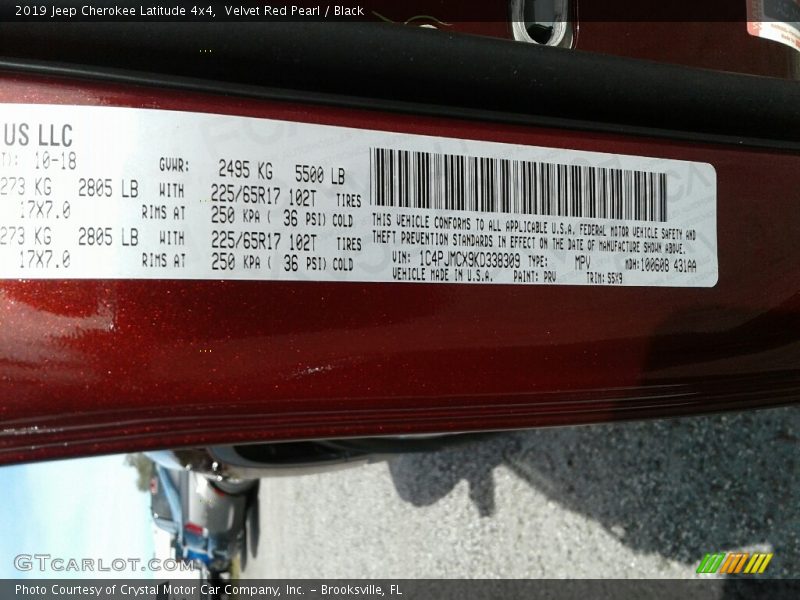 2019 Jeep Cherokee Latitude 4x4, Velvet Red Pearl / Black
US LLC
T): 10-18 GVWR: 2495 KG 5500 LB
273 KG 2805 LB WITH 225/65R17 102T TIRES
17X7.0 RIMS AT 250 KPA ( 36 PSI) COLD
273 KG 2805 LB WITH 225/65R17 102T TIRES
17X7.0 RIMS AT 250 KPA ( 36 PSI) COLD
THIS VEHICLE CONFORMS TO ALL APPLICABLE U.S.A. FEDERAL MOTOR VEHICLE SAFETY AND
THEFT PREVENTION STANDARDS IN EFFECT ON THE DATE OF MANUFACTURE SHOWN ABOVE.
VIN: 1C4PJMCX9KD338309 TYPE: MPV MDH:100608 431AA
VEHICLE MADE IN U.S.A. PAINT: PRV TRIM: S5X9
GTcarlot.com
Photo Courtesy of Crystal Motor Car Company, Inc. – Brooksville, FL